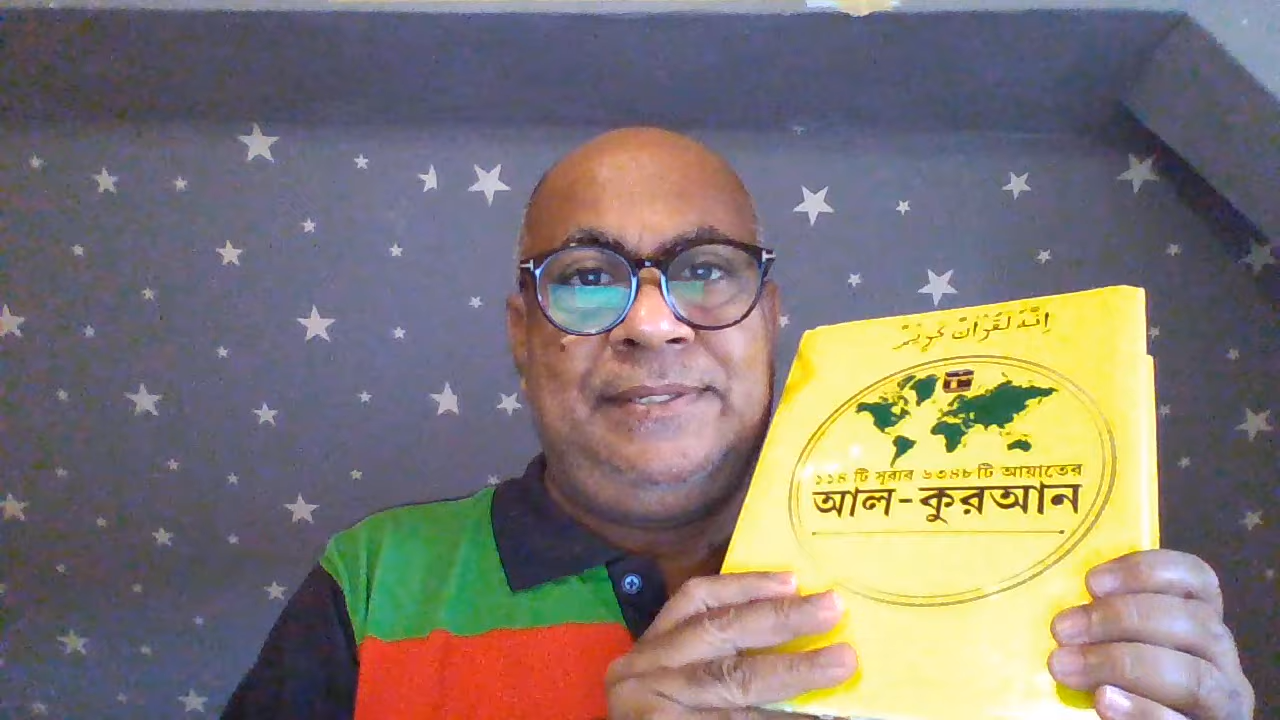 اِنَّهٗ لَقُرْاٰنٌ كَرِيْمٌ
১১৪ টি সূরার ৬৩৪৮ টি আয়াতের
আল-কুরআন